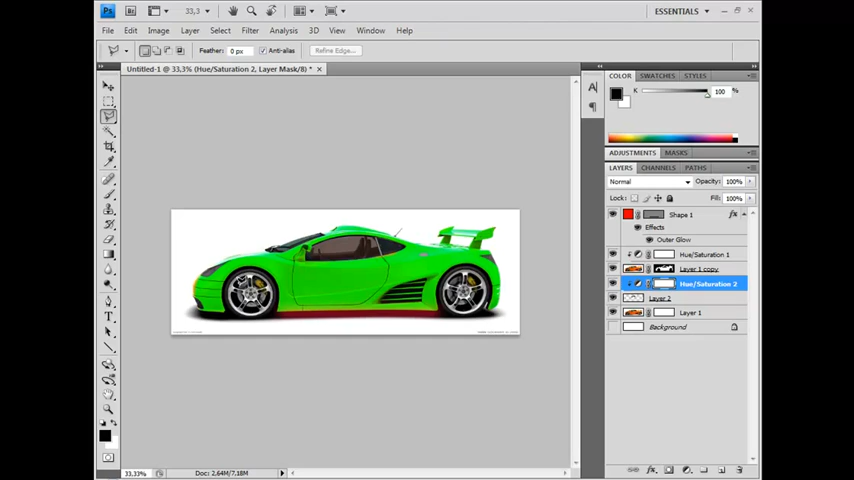 Ps Br 33,3 ESSENTIALS
File Edit Image Layer Select Filter Analysis 3D View Window Help
Feather: 0 px Anti-alias Refine Edge...
Untitled-1 @ 33,3% (Hue/Saturation 2, Layer Mask/8) *
COLOR SWATCHES STYLES
K 100 %
ADJUSTMENTS MASKS
LAYERS CHANNELS PATHS
Normal Opacity: 100%
Lock: Fill: 100%
Shape 1 fx
Effects
Outer Glow
Hue/Saturation 1
Layer 1 copy
Hue/Saturation 2
Layer 2
Layer 1
Background
33,33% Doc: 2,64M/7,18M